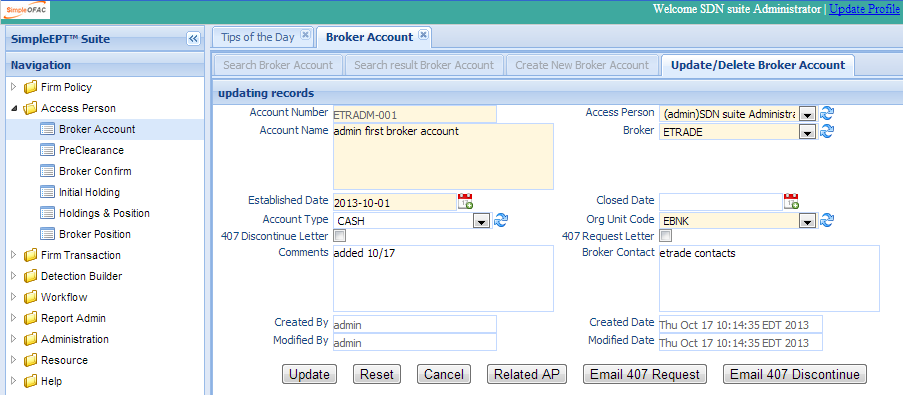 SimpleOFAC
Welcome SDN suite Administrator | Update Profile
SimpleEPT™ Suite
Navigation
Firm Policy
Access Person
Broker Account
PreClearance
Broker Confirm
Initial Holding
Holdings & Position
Broker Position
Firm Transaction
Detection Builder
Workflow
Report Admin
Administration
Resource
Help
Tips of the Day Broker Account
Search Broker Account Search result Broker Account Create New Broker Account Update/Delete Broker Account
updating records
Account Number ETRADM-001 Access Person (admin)SDN suite Administra
Account Name admin first broker account Broker ETRADE
Established Date 2013-10-01 Closed Date
Account Type CASH Org Unit Code EBNK
407 Discontinue Letter 407 Request Letter
Comments added 10/17 Broker Contact etrade contacts
Created By admin Created Date Thu Oct 17 10:14:35 EDT 2013
Modified By admin Modified Date Thu Oct 17 10:14:35 EDT 2013
Update Reset Cancel Related AP Email 407 Request Email 407 Discontinue